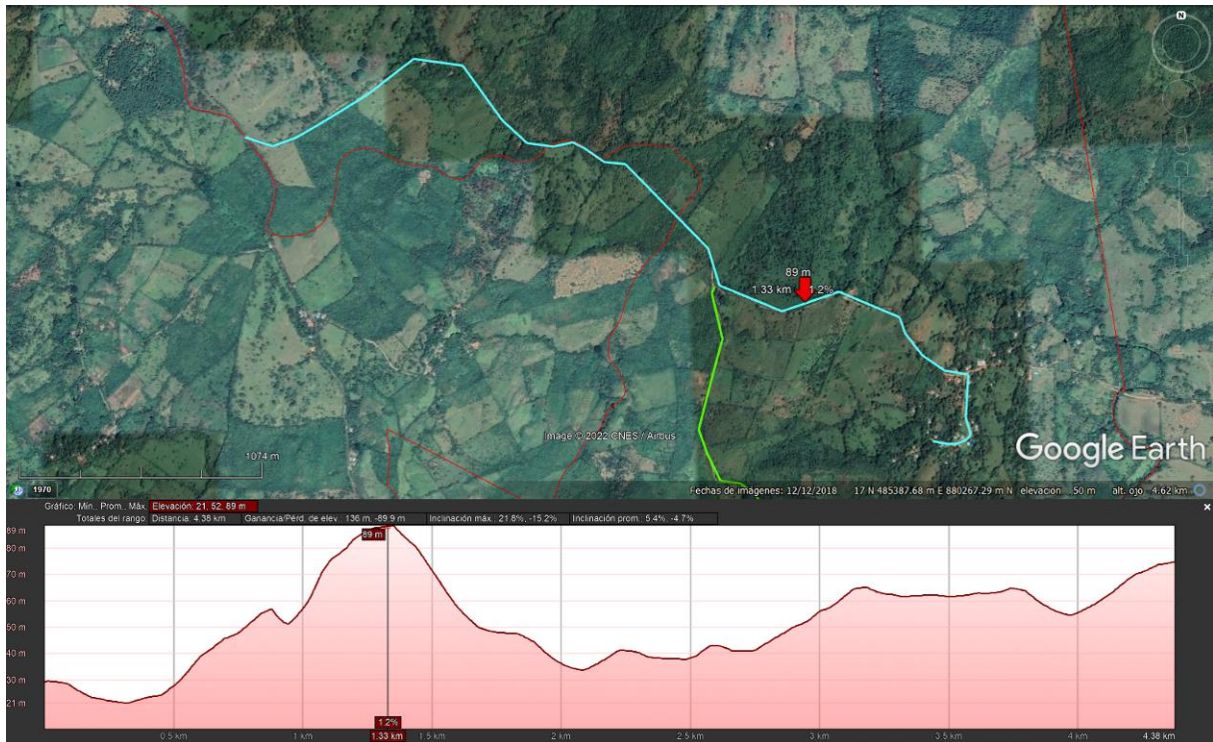 N
89 m
1.33 km 1.2%
Image © 2022 CNES / Airbus
Google Earth
1074 m
1970
Fechas de imágenes: 12/12/2018 17 N 485387.68 m E 880267.29 m N elevación 50 m alt. ojo 4.62 km
Gráfico: Mín., Prom., Máx. Elevación: 21, 52, 89 m
Totales del rango: Distancia: 4.38 km Ganancia/Pérd. de elev.: 136 m, -89.9 m Inclinación máx.: 21.8%, -15.2% Inclinación prom.: 5.4%, -4.7%
89 m
89 m
80 m
70 m
60 m
50 m
40 m
30 m
21 m
1.2%
0.5 km 1 km 1.33 km 1.5 km 2 km 2.5 km 3 km 3.5 km 4 km 4.38 km